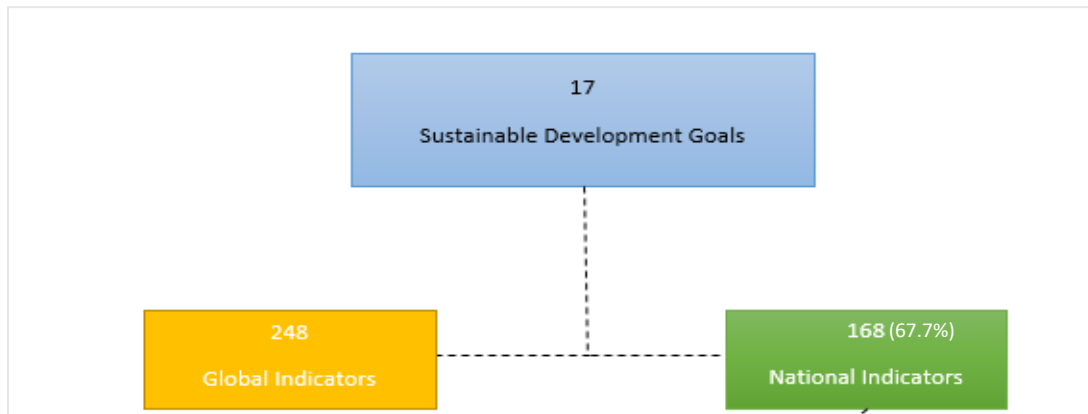 17
Sustainable Development Goals
248
Global Indicators
168 (67.7%)
National Indicators